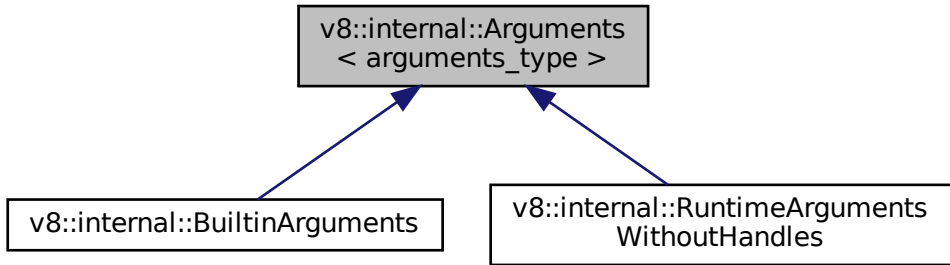 v8::internal::Arguments
< arguments_type >
v8::internal::BuiltinArguments
v8::internal::RuntimeArguments
WithoutHandles